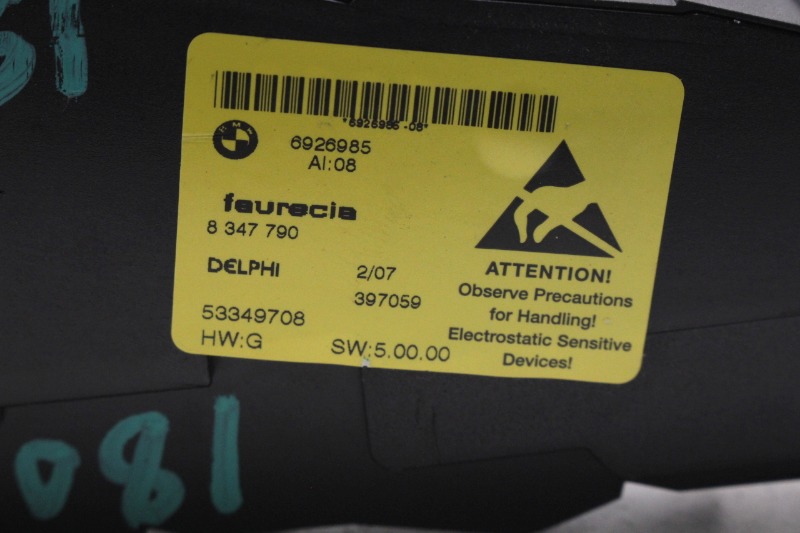 *6926985-08*
BMW
6926985
AI:08
faurecia
8 347 790
DELPHI 2/07
397059
53349708
HW:G SW:5.00.00
ATTENTION!
Observe Precautions
for Handling!
Electrostatic Sensitive
Devices!
081